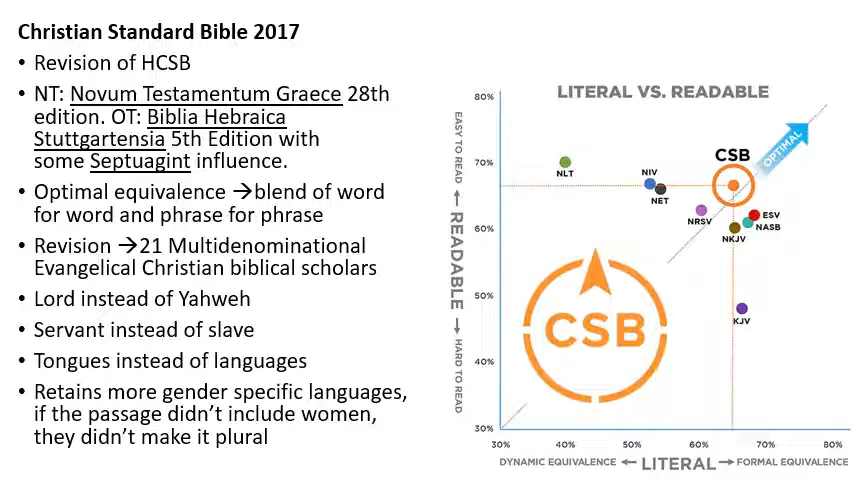 Christian Standard Bible 2017
• Revision of HCSB
• NT: Novum Testamentum Graece 28th
edition. OT: Biblia Hebraica
Stuttgartensia 5th Edition with
some Septuagint influence.
• Optimal equivalence →blend of word
for word and phrase for phrase
• Revision →21 Multidenominational
Evangelical Christian biblical scholars
• Lord instead of Yahweh
• Servant instead of slave
• Tongues instead of languages
• Retains more gender specific languages,
if the passage didn't include women,
they didn't make it plural
LITERAL VS. READABLE
80%
70%
60%
50%
40%
30%
EASY TO READ
READABLE
HARD TO READ
OPTIMAL
CSB
NLT
NIV
NET
NRSV
ESV
NASB
NKJV
KJV
CSB
30%
40%
50%
60%
70%
80%
DYNAMIC EQUIVALENCE ← LITERAL → FORMAL EQUIVALENCE